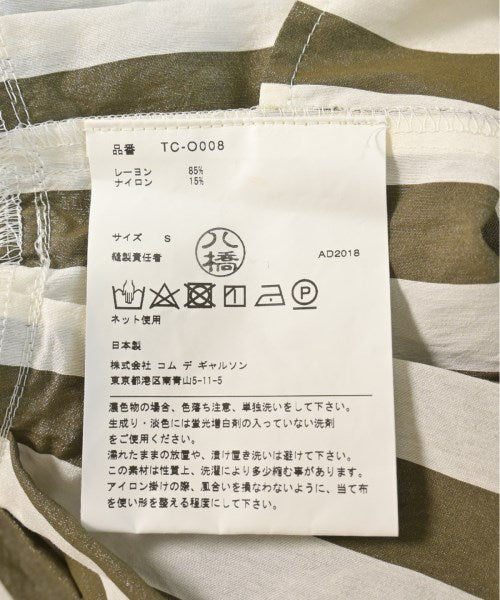 品番 TC-O008
レーヨン 85%
ナイロン 15%
サイズ S
八橋
縫製責任者
AD2018
P
ネット使用
日本製
株式会社 コム デ ギャルソン
東京都港区南青山5-11-5
濃色物の場合、色落ち注意、単独洗いをして下さい。
生成り・淡色には蛍光増白剤の入っていない洗剤
をご使用ください。
濡れたままの放置や、漬け置き洗いは避けて下さい。
この素材は性質上、洗濯により多少縮む事があります。
アイロン掛けの際、風合いを損なわないように、当て布
を使い形を整える程度にして下さい。